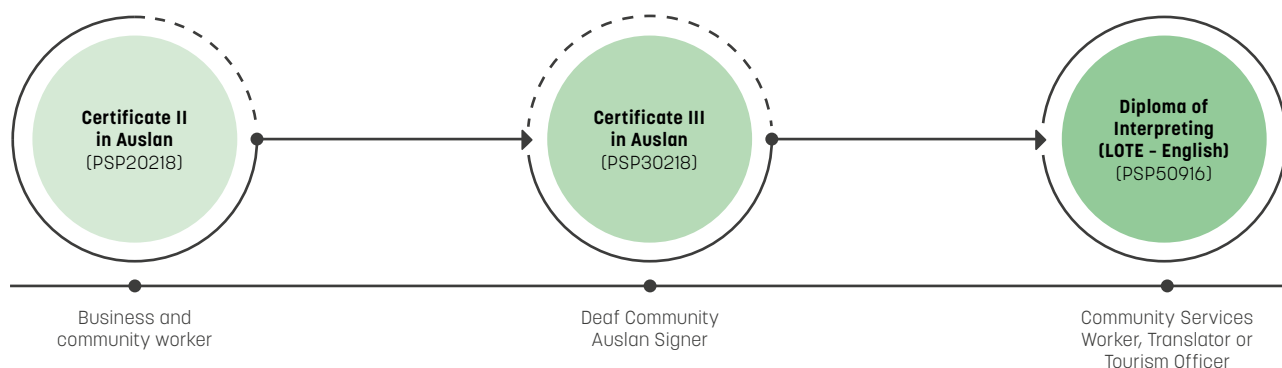 Certificate II
in Auslan
(PSP20218)
Certificate III
in Auslan
(PSP30218)
Diploma of
Interpreting
(LOTE - English)
(PSP50916)
Business and
community worker
Deaf Community
Auslan Signer
Community Services
Worker, Translator or
Tourism Officer